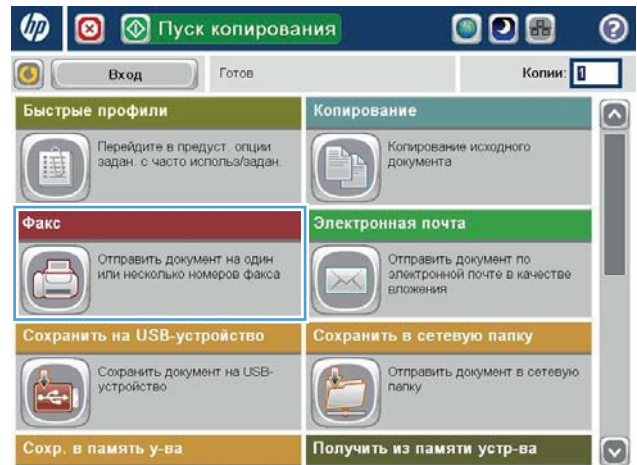 hp
Пуск копирования
?
Вход
Готов
Копии: 1
Быстрые профили
Перейдите в предуст. опции
задан. с часто использ/задан.
Копирование
Копирование исходного
документа
Факс
Отправить документ на один
или несколько номеров факса
Электронная почта
Отправить документ по
электронной почте в качестве
вложения
Сохранить на USB-устройство
Сохранить документ на USB-
устройство
Сохранить в сетевую папку
Отправить документ в сетевую
папку
Сохр. в память у-ва
Получить из памяти устр-ва